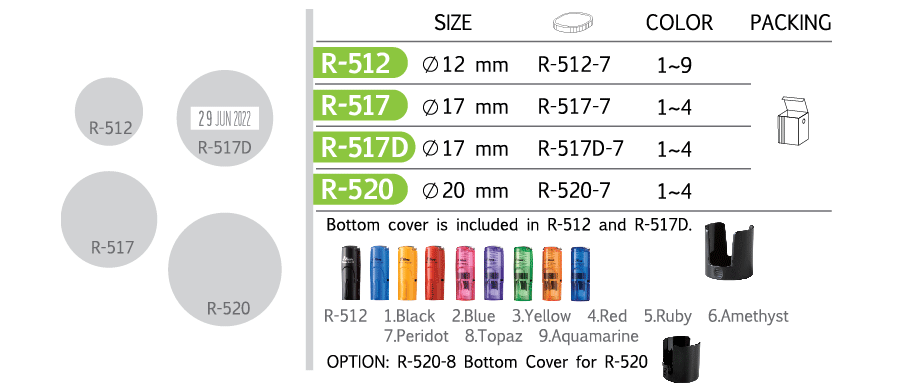 SIZE COLOR PACKING
R-512 ∅12 mm R-512-7 1~9
R-517 ∅17 mm R-517-7 1~4
R-517D ∅17 mm R-517D-7 1~4
R-520 ∅20 mm R-520-7 1~4
R-512
29 JUN 2022
R-517D
R-517
R-520
Bottom cover is included in R-512 and R-517D.
R-512 1.Black 2.Blue 3.Yellow 4.Red 5.Ruby 6.Amethyst
7.Peridot 8.Topaz 9.Aquamarine
OPTION: R-520-8 Bottom Cover for R-520